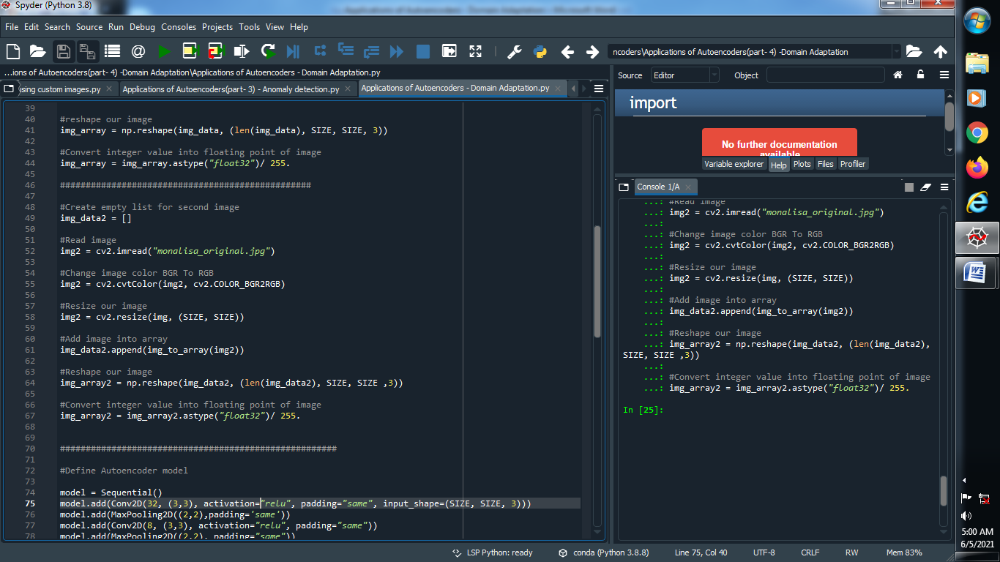 Spyder (Python 3.8)
File Edit Search Source Run Debug Consoles Projects Tools View Help
ncoders\Applications of Autoencoders(part- 4) -Domain Adaptation
...ions of Autoencoders(part- 4) -Domain Adaptation\Applications of Autoencoders - Domain Adaptation.py
ising custom images.py Applications of Autoencoders(part- 3) - Anomaly detection.py Applications of Autoencoders - Domain Adaptation.py
39
40 #reshape our image
41 img_array = np.reshape(img_data, (len(img_data), SIZE, SIZE, 3))
42
43 #Convert integer value into floating point of image
44 img_array = img_array.astype("float32")/ 255.
45
46 #################################################
47
48 #Create empty list for second image
49 img_data2 = []
50
51 #Read image
52 img2 = cv2.imread("monalisa_original.jpg")
53
54 #Change image color BGR To RGB
55 img2 = cv2.cvtColor(img2, cv2.COLOR_BGR2RGB)
56
57 #Resize our image
58 img2 = cv2.resize(img, (SIZE, SIZE))
59
60 #Add image into array
61 img_data2.append(img_to_array(img2))
62
63 #Reshape our image
64 img_array2 = np.reshape(img_data2, (len(img_data2), SIZE, SIZE ,3))
65
66 #Convert integer value into floating point of image
67 img_array2 = img_array2.astype("float32")/ 255.
68
69
70 ######################################################
71
72 #Define Autoencoder model
73
74 model = Sequential()
75 model.add(Conv2D(32, (3,3), activation="relu", padding="same", input_shape=(SIZE, SIZE, 3)))
76 model.add(MaxPooling2D((2,2),padding='same'))
77 model.add(Conv2D(8, (3,3), activation="relu", padding="same"))
78 model.add(MaxPooling2D((2,2), padding="same"))
Source Editor Object
import
No further documentation
available
Variable explorer Help Plots Files Profiler
Console 1/A
...: #Read image
...: img2 = cv2.imread("monalisa_original.jpg")
...:
...: #Change image color BGR To RGB
...: img2 = cv2.cvtColor(img2, cv2.COLOR_BGR2RGB)
...:
...: #Resize our image
...: img2 = cv2.resize(img, (SIZE, SIZE))
...:
...: #Add image into array
...: img_data2.append(img_to_array(img2))
...:
...: #Reshape our image
...: img_array2 = np.reshape(img_data2, (len(img_data2),
SIZE, SIZE ,3))
...:
...: #Convert integer value into floating point of image
...: img_array2 = img_array2.astype("float32")/ 255.
In [25]:
LSP Python: ready conda (Python 3.8.8) Line 75, Col 40 UTF-8 CRLF RW Mem 83%
5:00 AM
6/5/2021